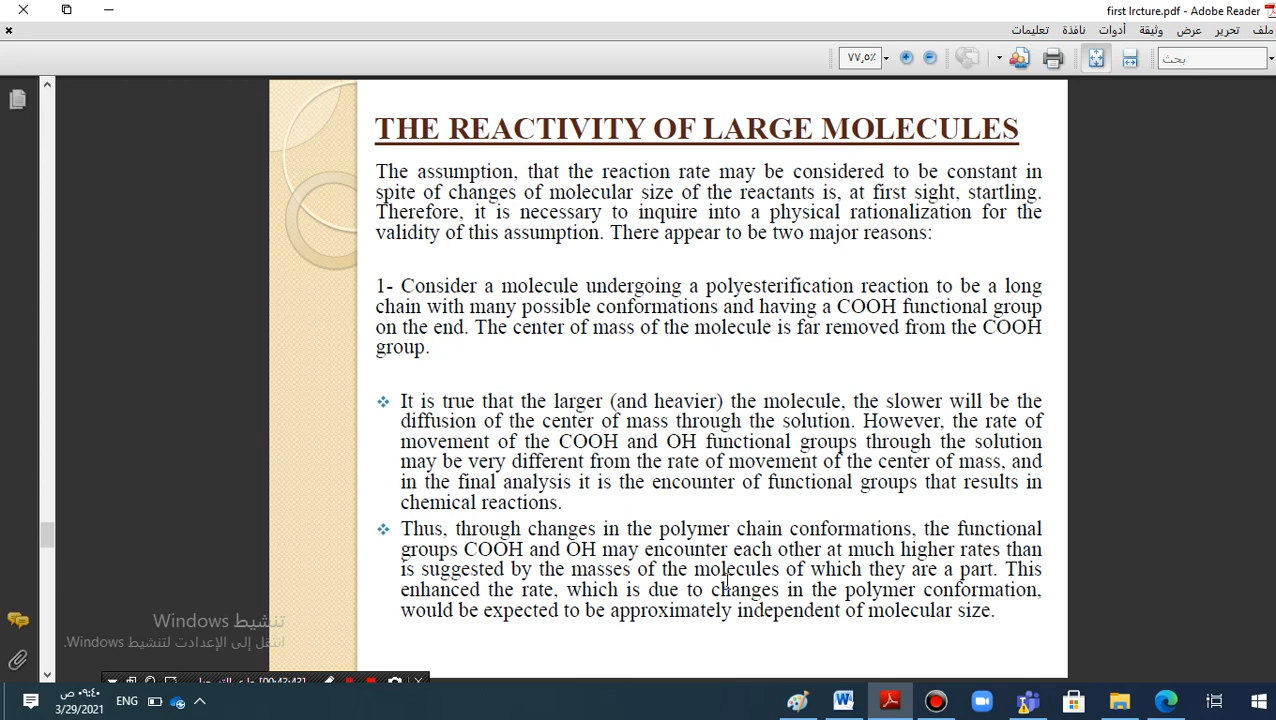 first lrcture.pdf - Adobe Reader
ملف تحرير عرض وثيقة أدوات نافذة تعليمات
٧٧,٥٪
بحث
THE REACTIVITY OF LARGE MOLECULES
The assumption, that the reaction rate may be considered to be constant in
spite of changes of molecular size of the reactants is, at first sight, startling.
Therefore, it is necessary to inquire into a physical rationalization for the
validity of this assumption. There appear to be two major reasons:
1- Consider a molecule undergoing a polyesterification reaction to be a long
chain with many possible conformations and having a COOH functional group
on the end. The center of mass of the molecule is far removed from the COOH
group.
It is true that the larger (and heavier) the molecule, the slower will be the
diffusion of the center of mass through the solution. However, the rate of
movement of the COOH and OH functional groups through the solution
may be very different from the rate of movement of the center of mass, and
in the final analysis it is the encounter of functional groups that results in
chemical reactions.
Thus, through changes in the polymer chain conformations, the functional
groups COOH and OH may encounter each other at much higher rates than
is suggested by the masses of the molecules of which they are a part. This
enhanced the rate, which is due to changes in the polymer conformation,
would be expected to be approximately independent of molecular size.
تنشيط Windows
انتقل إلى الإعدادت لتنشيط Windows.
[00:43:43]
ENG
٠٩:٤٠ ص
3/29/2021